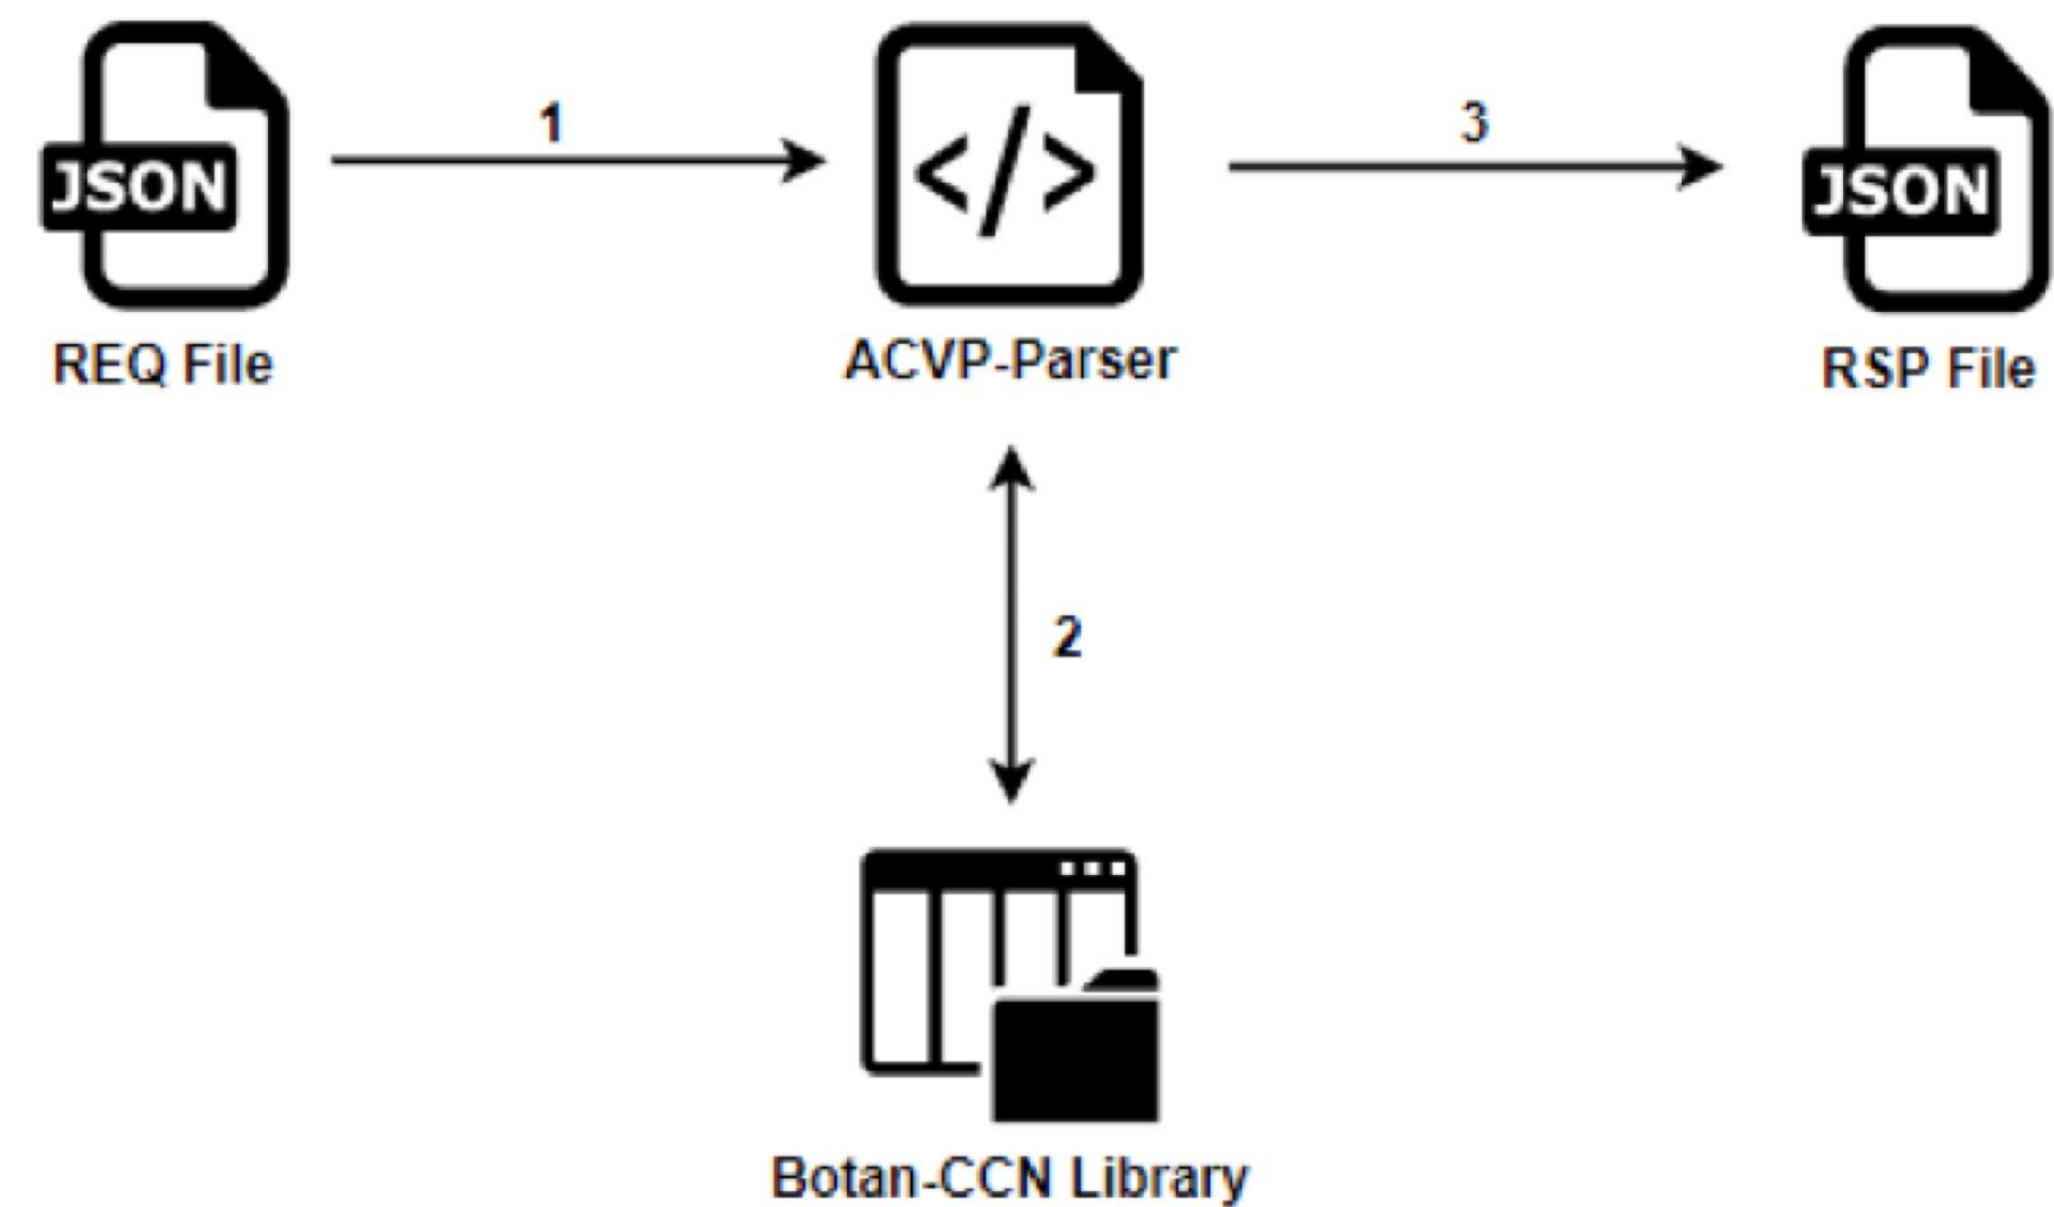 1
3
JSON
</>
JSON
REQ File
ACVP-Parser
RSP File
2
Botan-CCN Library